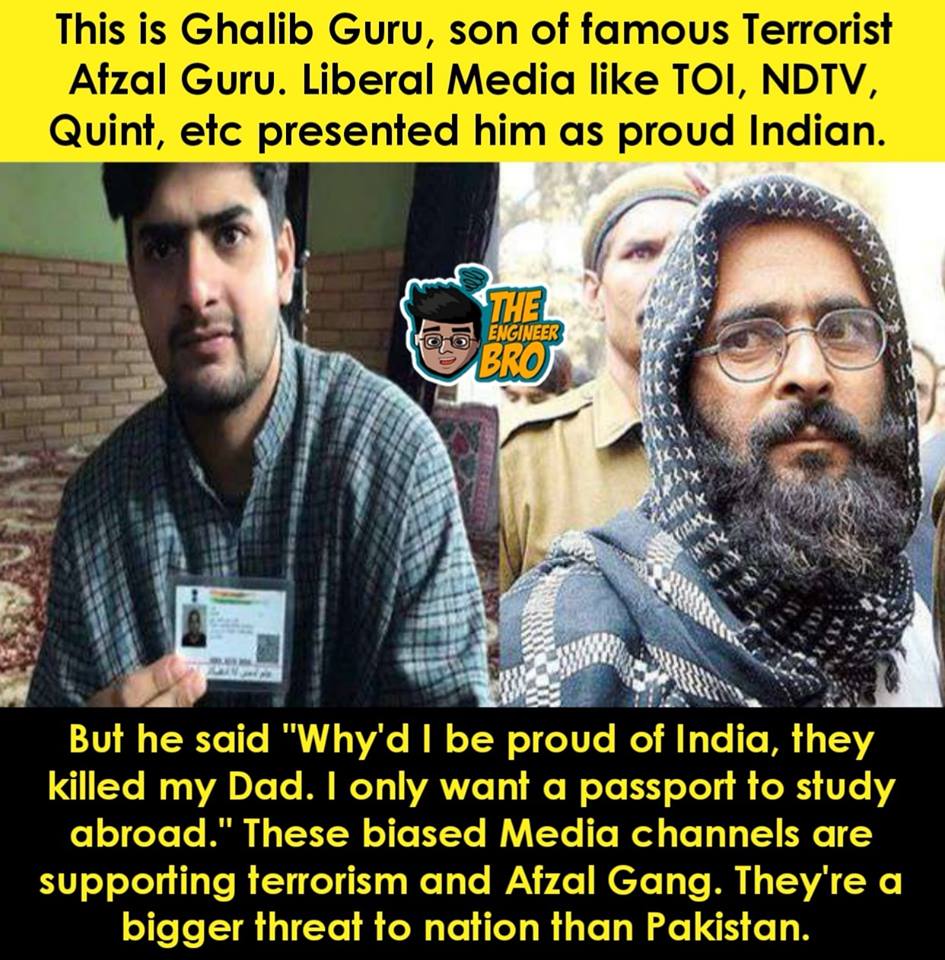 This is Ghalib Guru, son of famous Terrorist
Afzal Guru. Liberal Media like TOI, NDTV,
Quint, etc presented him as proud Indian.
THE
ENGINEER
BRO
But he said "Why'd I be proud of India, they
killed my Dad. I only want a passport to study
abroad." These biased Media channels are
supporting terrorism and Afzal Gang. They're a
bigger threat to nation than Pakistan.